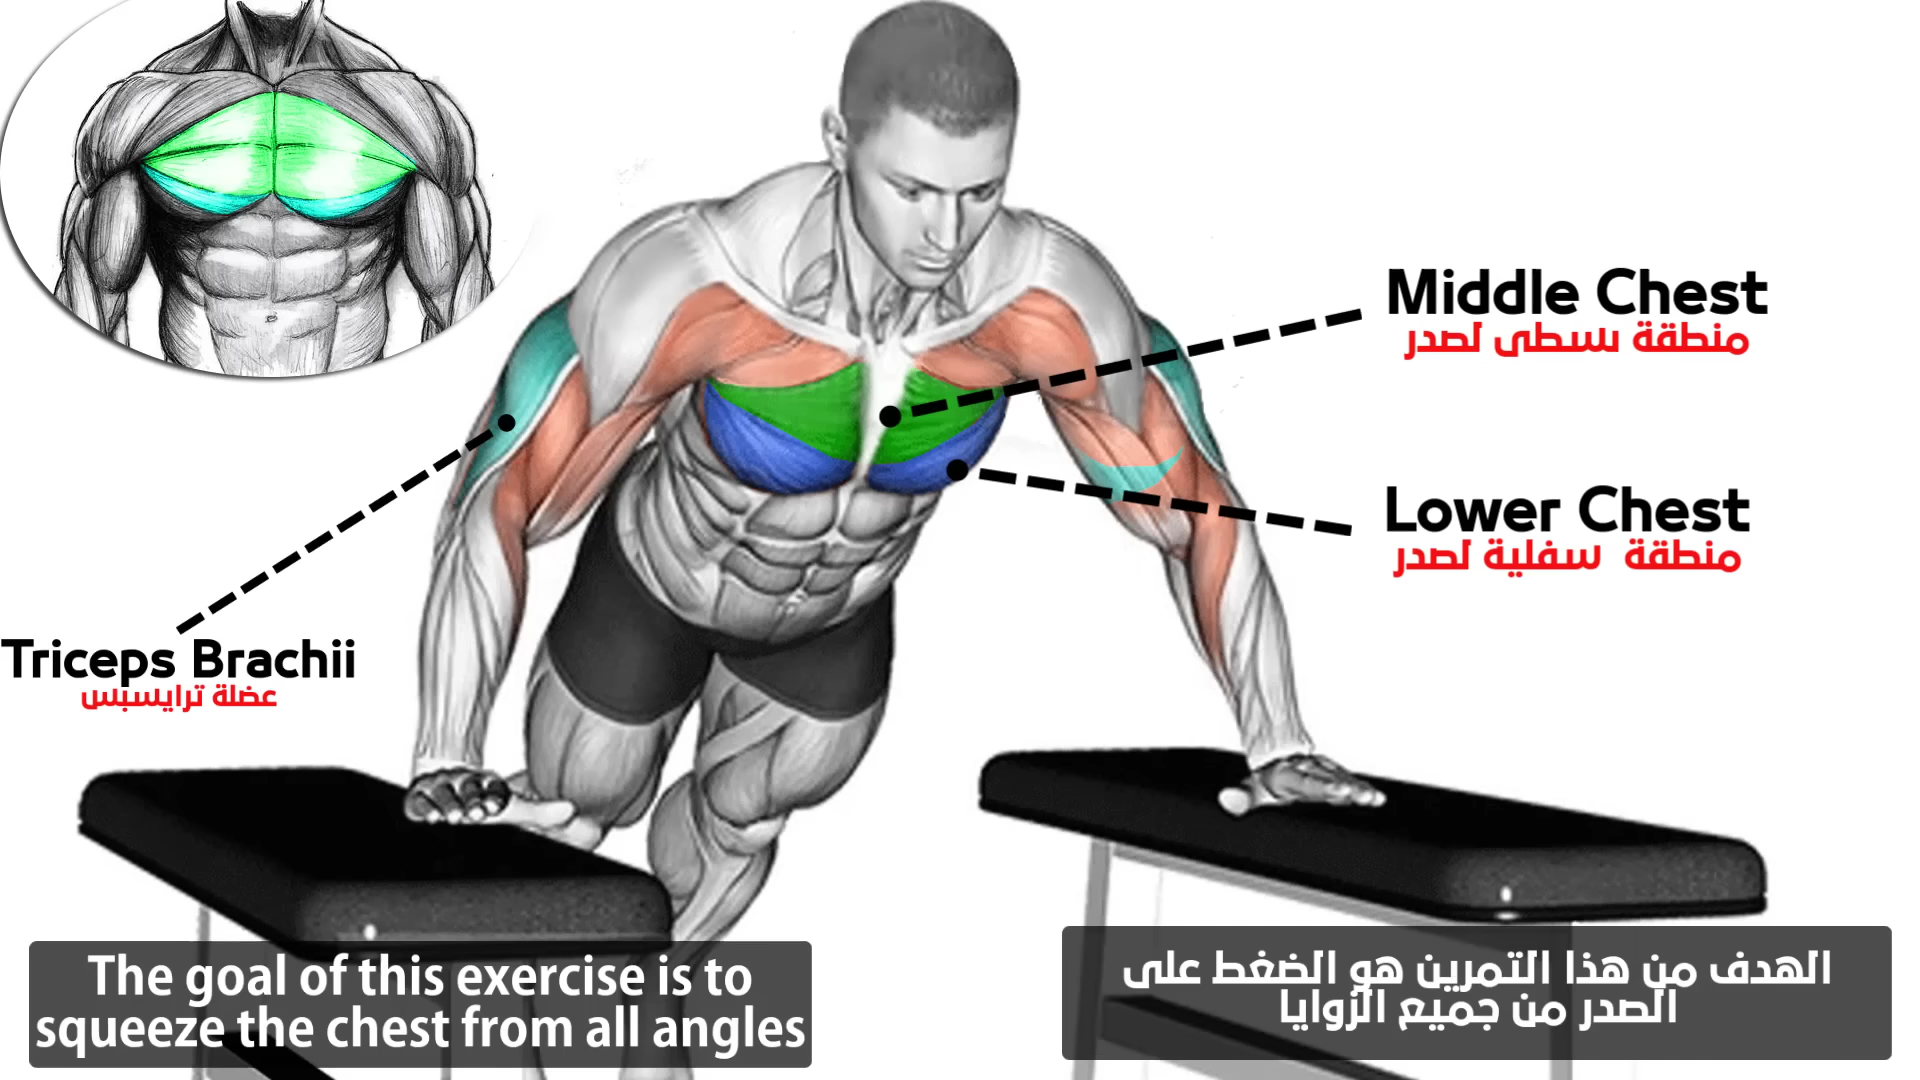 Middle Chest
منطقة سطى لصدر
Lower Chest
منطقة سفلية لصدر
Triceps Brachii
عضلة ترايسبس
The goal of this exercise is to
squeeze the chest from all angles
الهدف من هذا التمرين هو الضغط على
الصدر من جميع الزوايا